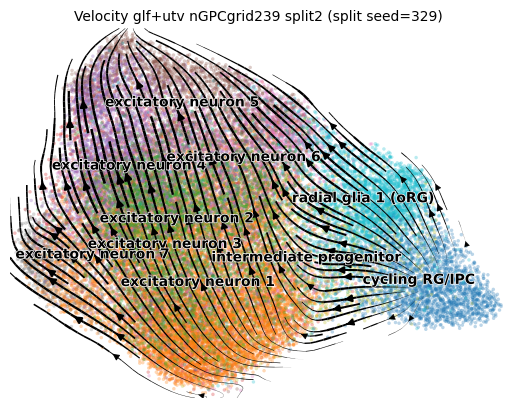 Velocity glf+utv nGPCgrid239 split2 (split seed=329)
excitatory neuron 5
excitatory neuron 6
excitatory neuron 4
radial glia 1 (oRG)
excitatory neuron 2
excitatory neuron 3
excitatory neuron 7
intermediate progenitor
cycling RG/IPC
excitatory neuron 1